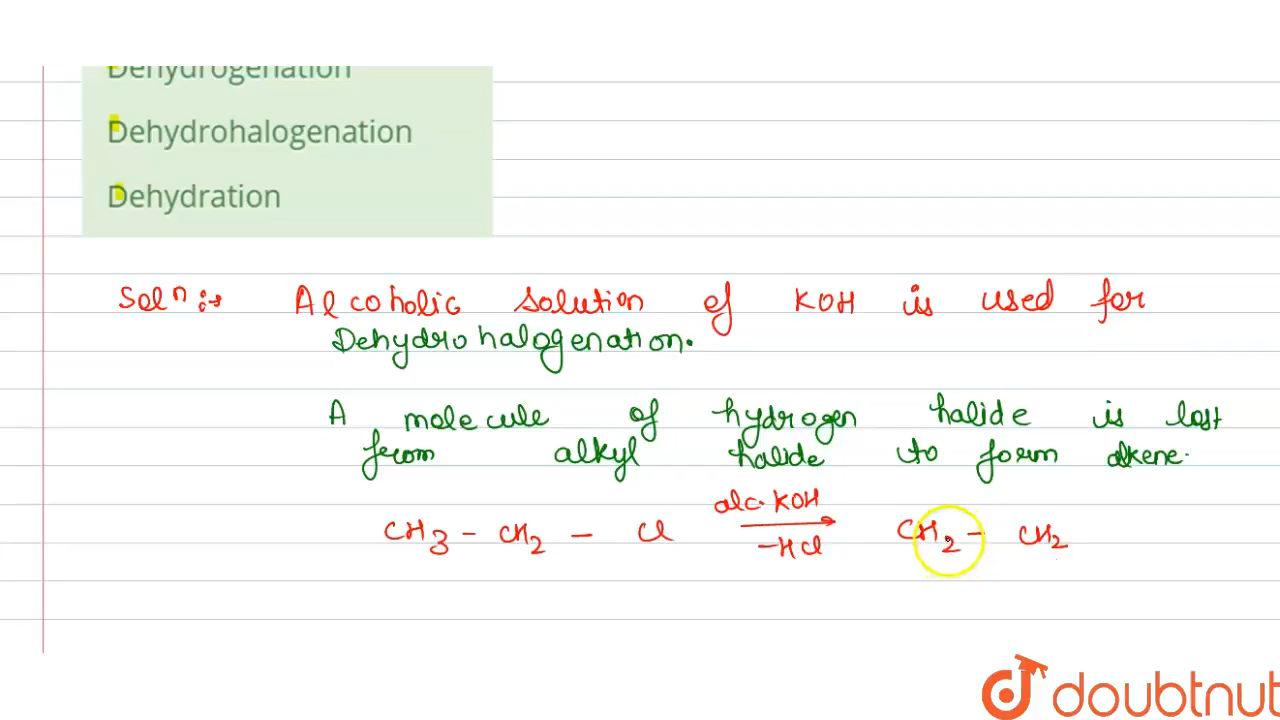 Dehydrogenation
Dehydrohalogenation
Dehydration
Solⁿ :→ Alcoholic solution of KOH is used for
Dehydrohalogenation.
A molecule of hydrogen halide is lost
from alkyl halide to form alkene.
alc. KOH
CH3 - CH2 - Cl → CH2 - CH2
-HCl
doubtnut